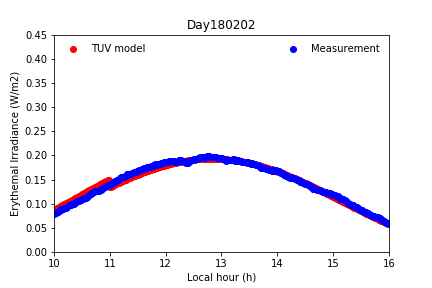 Day180202
TUV model
Measurement
Erythemal Irradiance (W/m2)
0.45
0.40
0.35
0.30
0.25
0.20
0.15
0.10
0.05
0.00
10 11 12 13 14 15 16
Local hour (h)